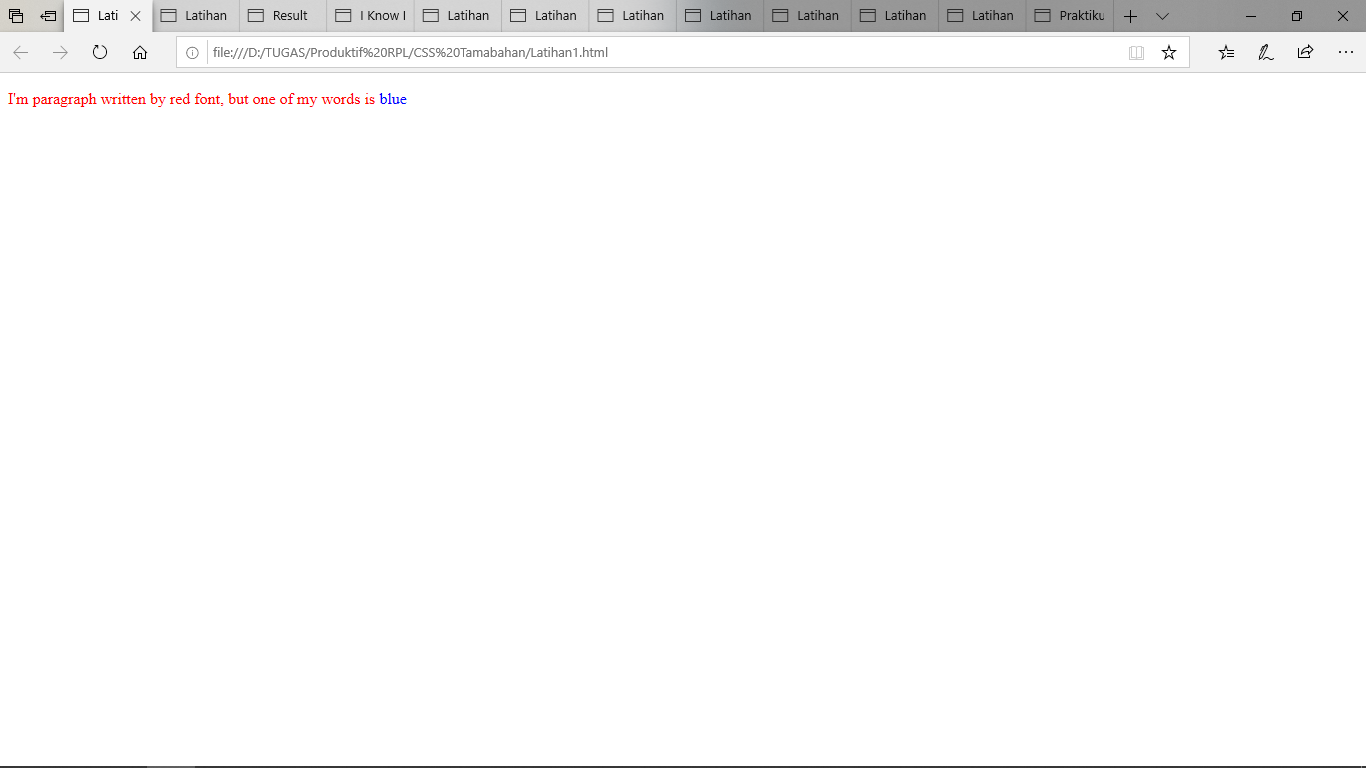 Lati Latihan Result I Know I Latihan Latihan Latihan Latihan Latihan Latihan Latihan Praktiku
file:///D:/TUGAS/Produktif%20RPL/CSS%20Tamabahan/Latihan1.html
I'm paragraph written by red font, but one of my words is blue